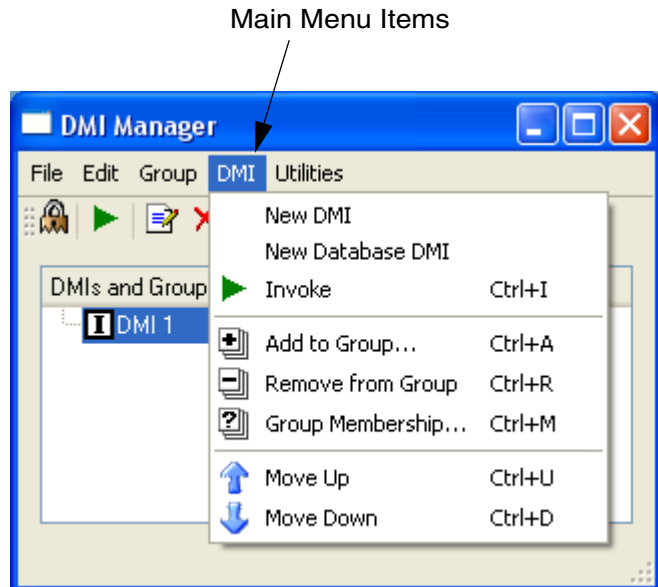 Main Menu Items
DMI Manager
File Edit Group DMI Utilities
New DMI
New Database DMI
DMIs and Group
Invoke Ctrl+I
I DMI 1
Add to Group... Ctrl+A
Remove from Group Ctrl+R
Group Membership... Ctrl+M
Move Up Ctrl+U
Move Down Ctrl+D